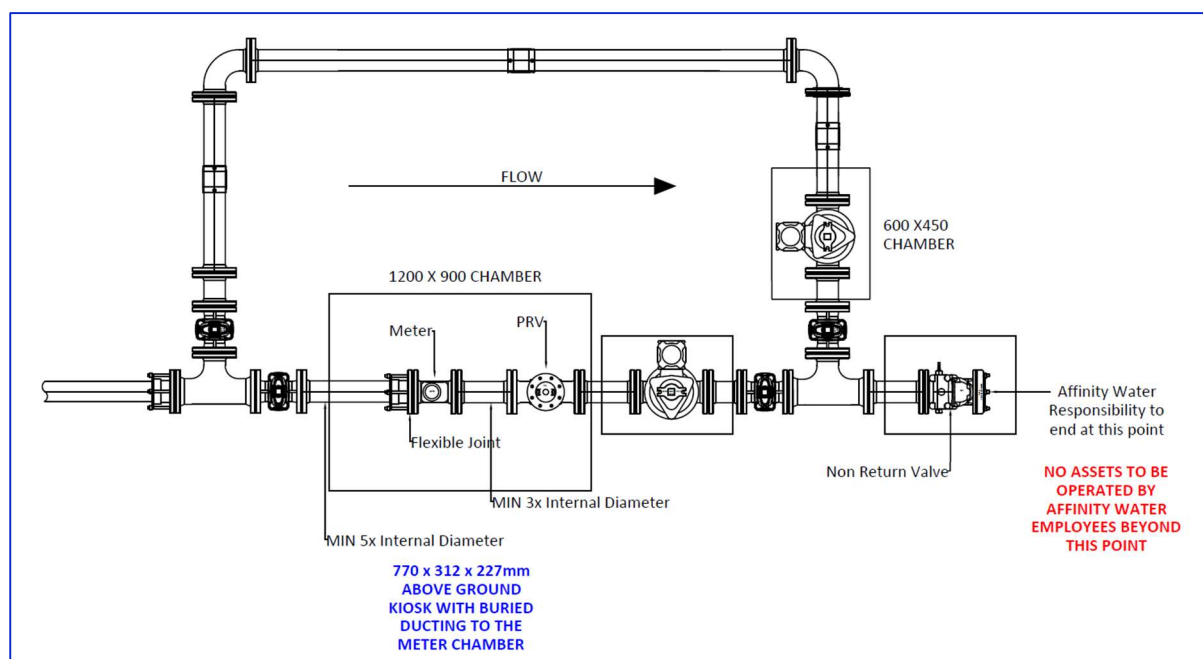 FLOW
600 X450
CHAMBER
1200 X 900 CHAMBER
Meter
PRV
Flexible Joint
MIN 3x Internal Diameter
MIN 5x Internal Diameter
Non Return Valve
Affinity Water
Responsibility to
end at this point
NO ASSETS TO BE
OPERATED BY
AFFINITY WATER
EMPLOYEES BEYOND
THIS POINT
770 x 312 x 227mm
ABOVE GROUND
KIOSK WITH BURIED
DUCTING TO THE
METER CHAMBER